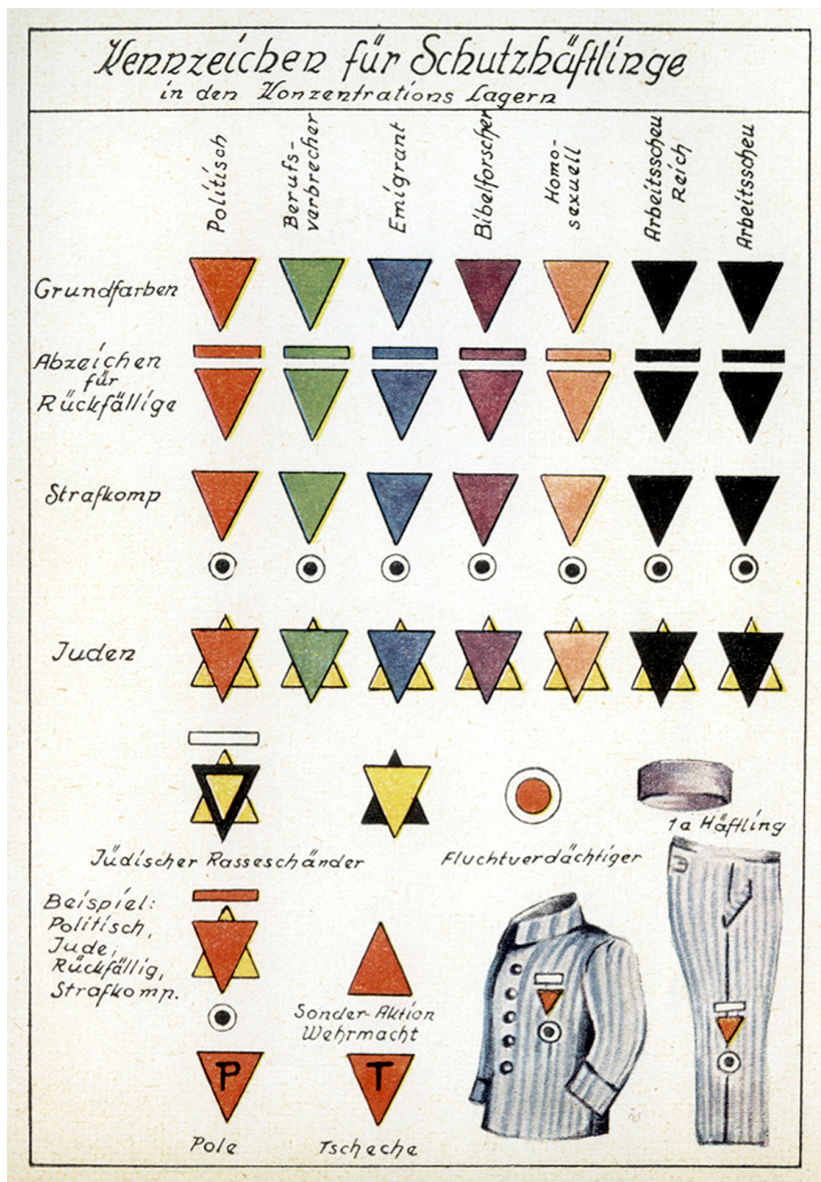 Kennzeichen für Schutzhäftlinge
in den Konzentrations Lagern
Politisch
Berufs-
verbrecher
Emigrant
Bibelforscher
Homo-
sexuell
Arbeitsscheu
Reich
Arbeitsscheu
Grundfarben
Abzeichen
für
Rückfällige
Strafkomp
Juden
Jüdischer Rasseschänder
Fluchtverdächtiger
1a Häftling
Beispiel:
Politisch,
Jude,
Rückfällig,
Strafkomp.
Sonder-Aktion
Wehrmacht
P
T
Pole
Tscheche